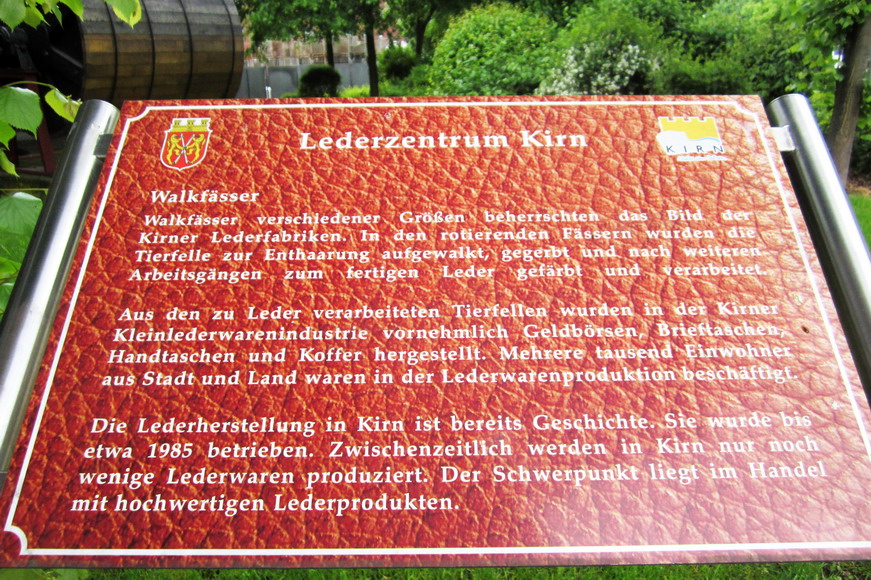 Lederzentrum Kirn
KIRN
Walkfässer
Walkfässer verschiedener Größen beherrschten das Bild der
Kirner Lederfabriken. In den rotierenden Fässern wurden die
Tierfelle zur Enthaarung aufgewalkt, gegerbt und nach weiteren
Arbeitsgängen zum fertigen Leder gefärbt und verarbeitet.
Aus den zu Leder verarbeiteten Tierfellen wurden in der Kirner
Kleinlederwarenindustrie vornehmlich Geldbörsen, Brieftaschen,
Handtaschen und Koffer hergestellt. Mehrere tausend Einwohner
aus Stadt und Land waren in der Lederwarenproduktion beschäftigt.
Die Lederherstellung in Kirn ist bereits Geschichte. Sie wurde bis
etwa 1985 betrieben. Zwischenzeitlich werden in Kirn nur noch
wenige Lederwaren produziert. Der Schwerpunkt liegt im Handel
mit hochwertigen Lederprodukten.